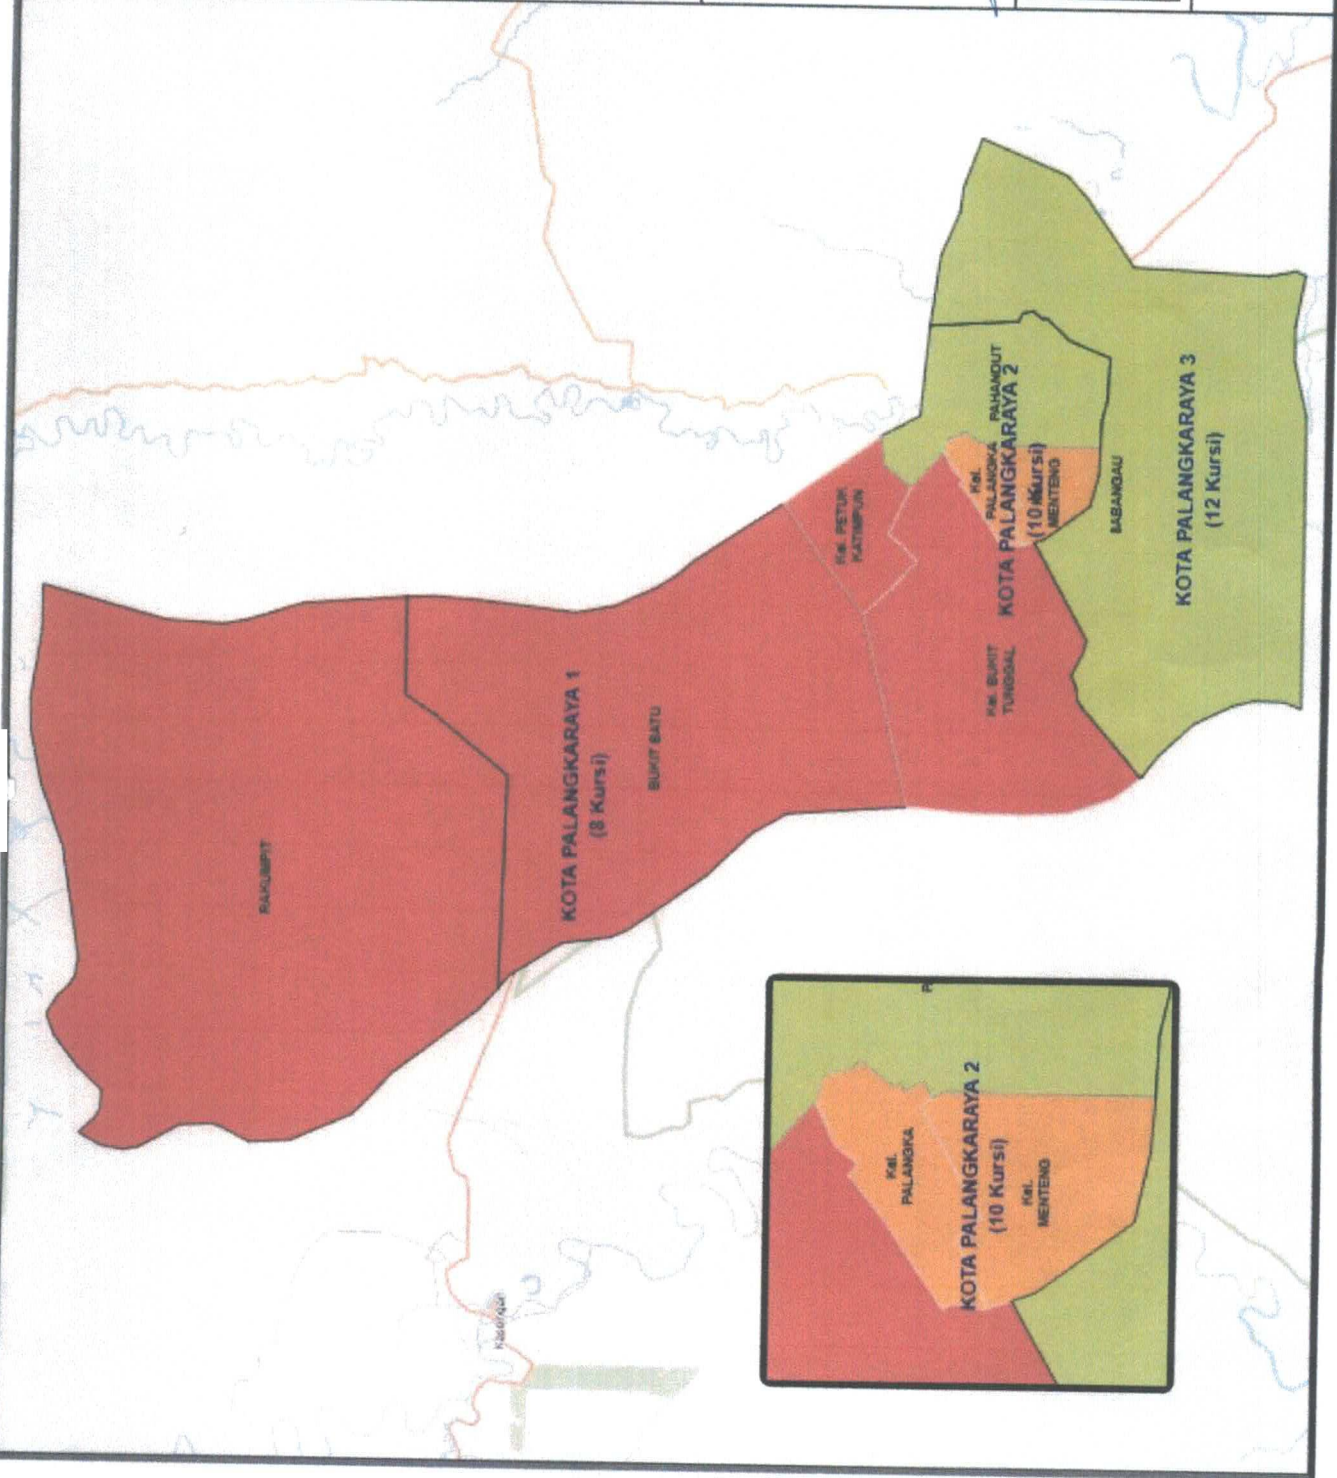 RAKUMPIT
KOTA PALANGKARAYA 1
(8 Kursi)
BUKIT BATU
Kel. PETUK
KATIMPUN
Kel. BUKIT
TUNGGAL
Kel.
PALANGKA
PAHANDUT
KOTA PALANGKARAYA 2
(10 Kursi)
MENTENG
SABANGAU
KOTA PALANGKARAYA 3
(12 Kursi)
Kasongan
Kel.
PALANGKA
KOTA PALANGKARAYA 2
(10 Kursi)
Kel.
MENTENG
P